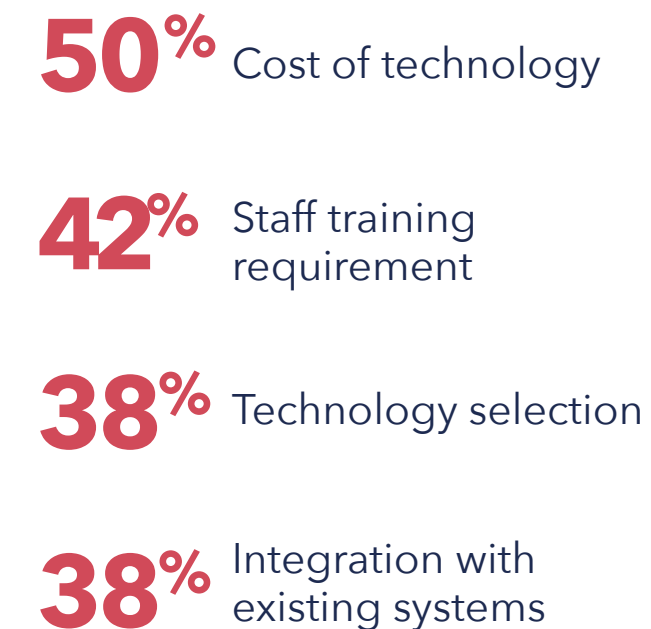 50% Cost of technology
42% Staff training
requirement
38% Technology selection
38% Integration with
existing systems